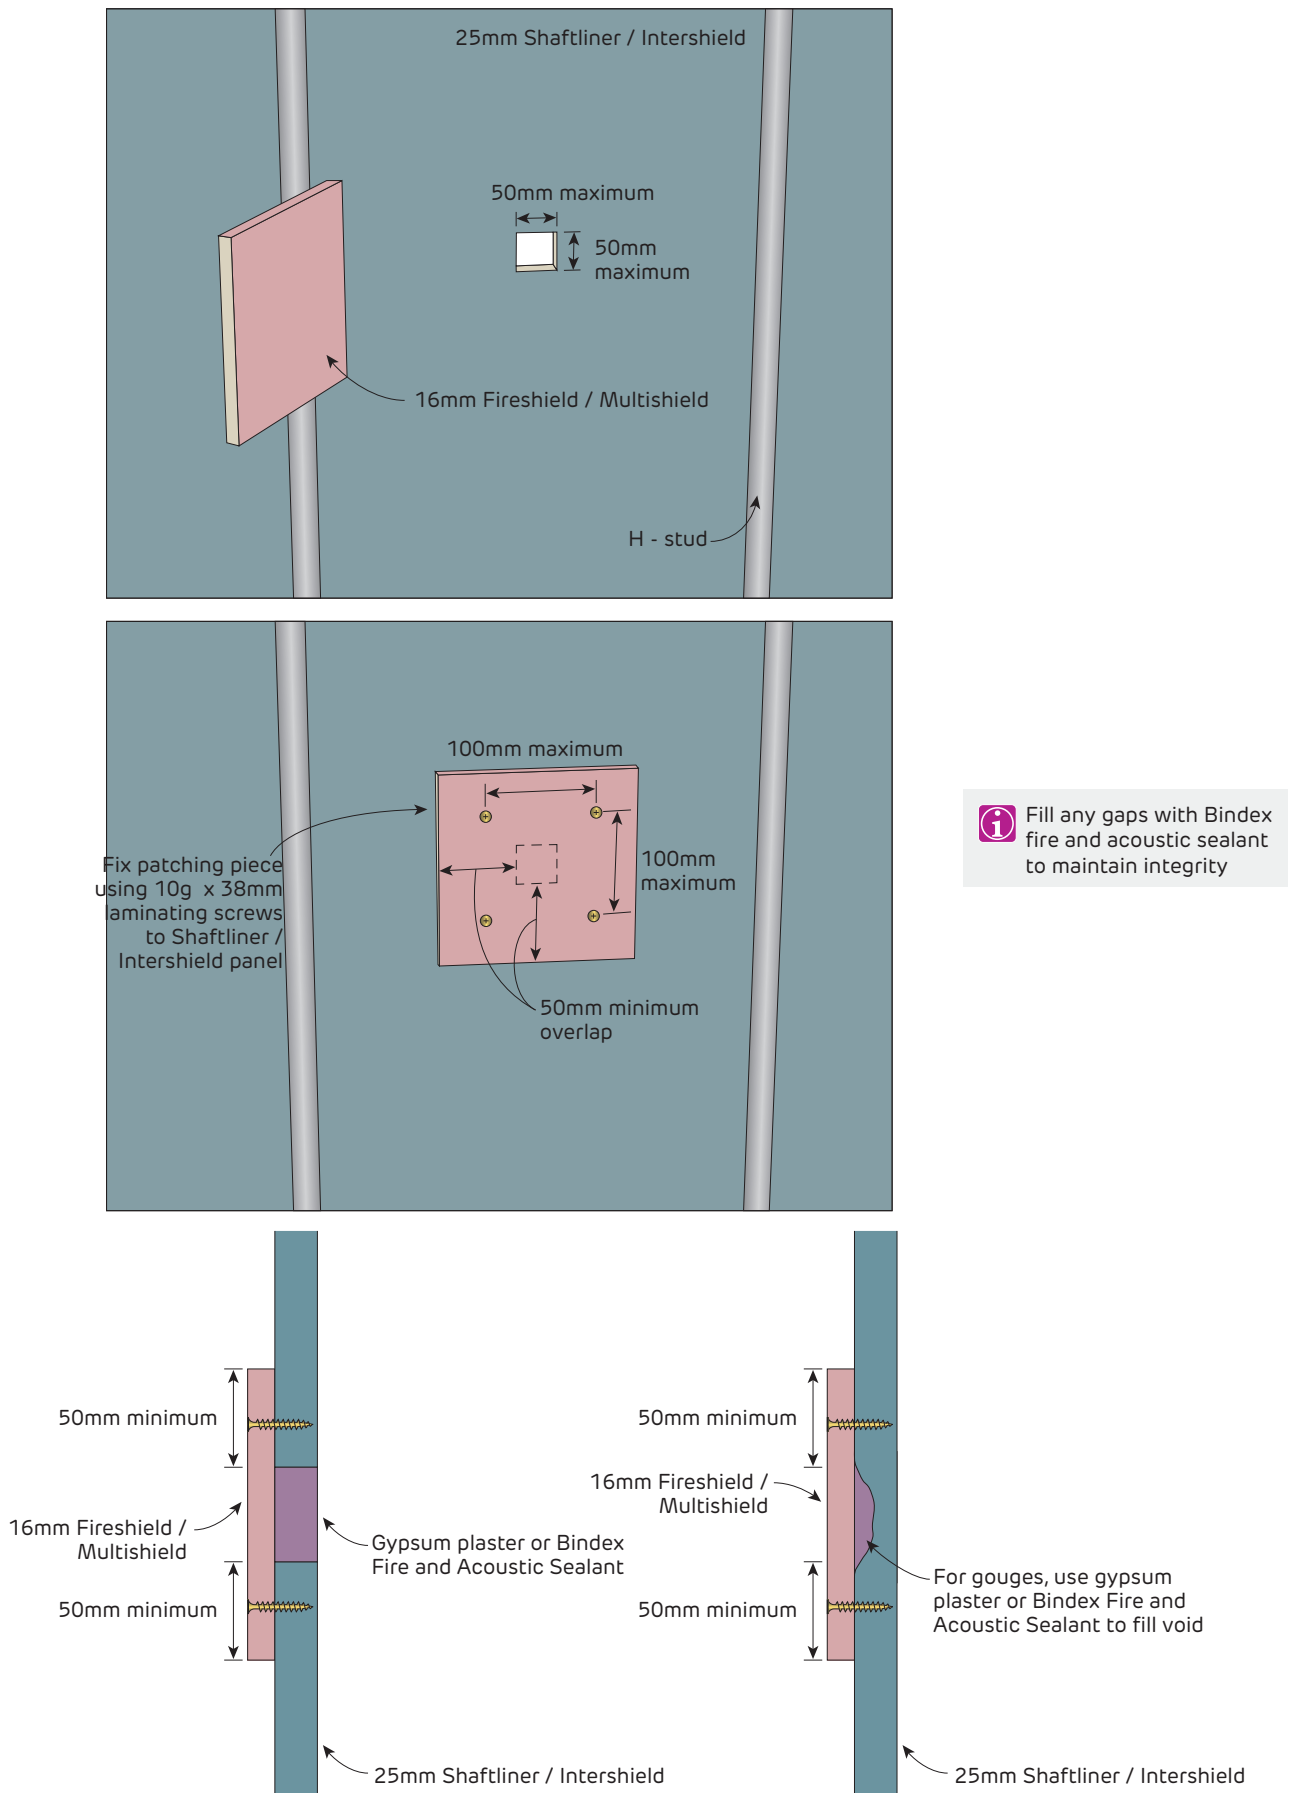 25mm Shaftliner / Intershield
50mm maximum
50mm
maximum
16mm Fireshield / Multishield
H - stud
100mm maximum
100mm
maximum
Fix patching piece
using 10g x 38mm
laminating screws
to Shaftliner /
Intershield panel
50mm minimum
overlap
Fill any gaps with Bindex
fire and acoustic sealant
to maintain integrity
50mm minimum
16mm Fireshield /
Multishield
Gypsum plaster or Bindex
Fire and Acoustic Sealant
50mm minimum
25mm Shaftliner / Intershield
50mm minimum
16mm Fireshield /
Multishield
For gouges, use gypsum
plaster or Bindex Fire and
Acoustic Sealant to fill void
50mm minimum
25mm Shaftliner / Intershield